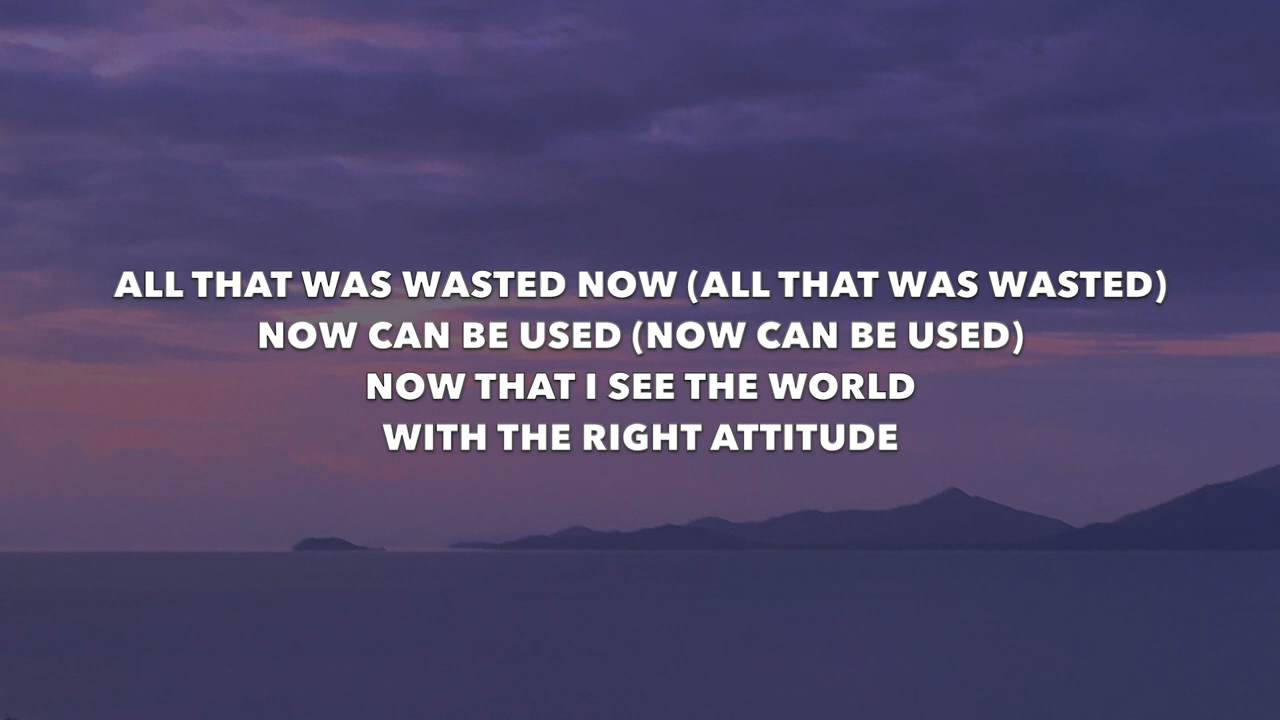 ALL THAT WAS WASTED NOW (ALL THAT WAS WASTED)
NOW CAN BE USED (NOW CAN BE USED)
NOW THAT I SEE THE WORLD
WITH THE RIGHT ATTITUDE